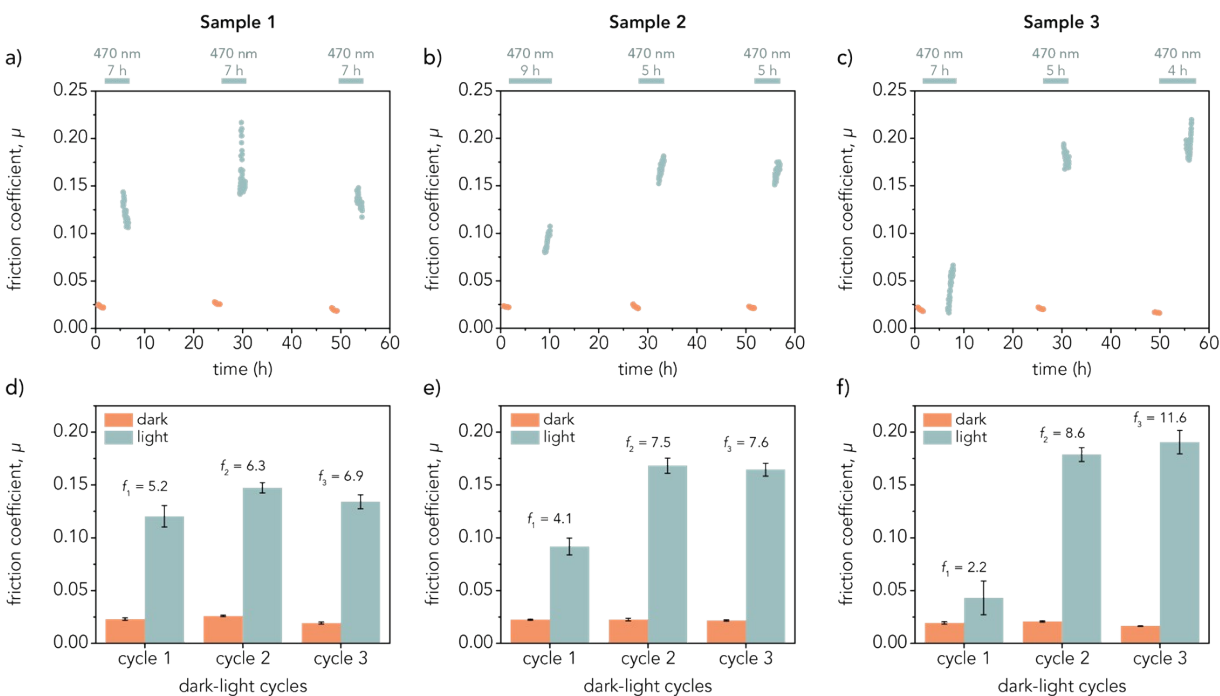 Sample 1
Sample 2
Sample 3
a)
470 nm
7 h
470 nm
7 h
470 nm
7 h
b)
470 nm
9 h
470 nm
5 h
470 nm
5 h
c)
470 nm
7 h
470 nm
5 h
470 nm
4 h
friction coefficient, μ
0.25
0.20
0.15
0.10
0.05
0.00
0 10 20 30 40 50 60
time (h)
friction coefficient, μ
0.25
0.20
0.15
0.10
0.05
0.00
0 10 20 30 40 50 60
time (h)
friction coefficient, μ
0.25
0.20
0.15
0.10
0.05
0.00
0 10 20 30 40 50 60
time (h)
d)
friction coefficient, μ
0.20
0.15
0.10
0.05
0.00
dark
light
f₁ = 5.2
f₂ = 6.3
f₃ = 6.9
cycle 1 cycle 2 cycle 3
dark-light cycles
e)
friction coefficient, μ
0.20
0.15
0.10
0.05
0.00
dark
light
f₁ = 4.1
f₂ = 7.5
f₃ = 7.6
cycle 1 cycle 2 cycle 3
dark-light cycles
f)
friction coefficient, μ
0.20
0.15
0.10
0.05
0.00
dark
light
f₁ = 2.2
f₂ = 8.6
f₃ = 11.6
cycle 1 cycle 2 cycle 3
dark-light cycles